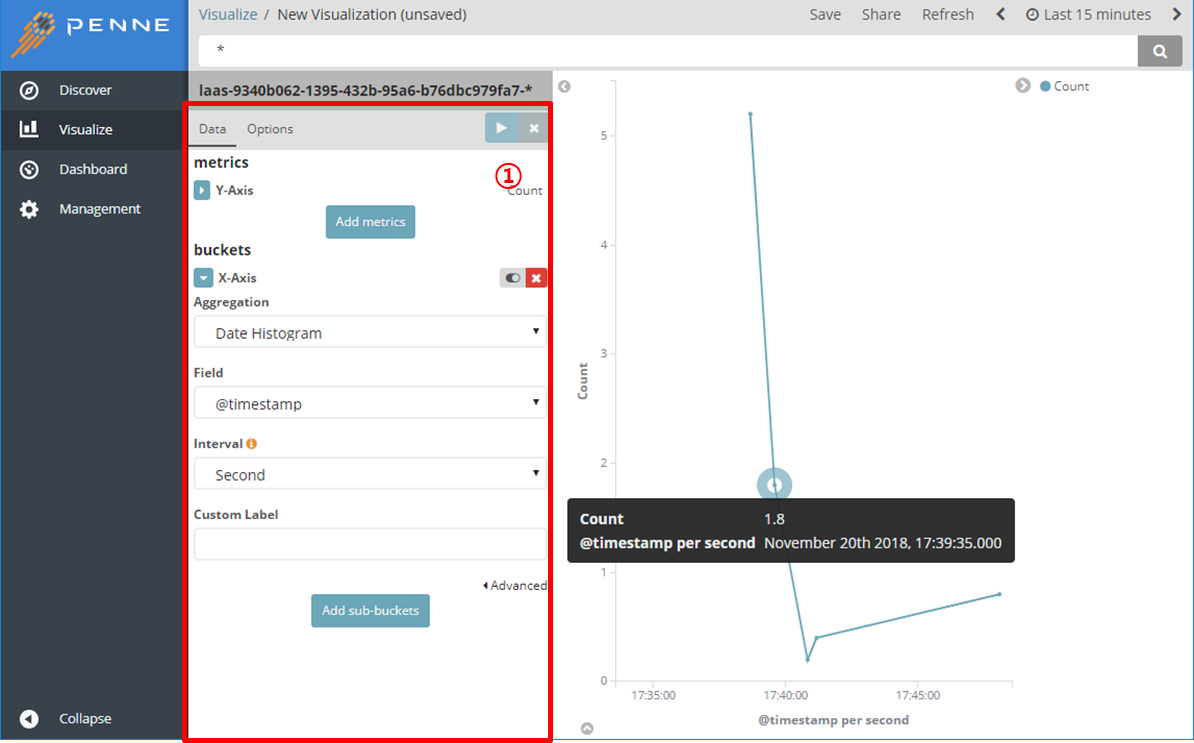 PENNE
Visualize / New Visualization (unsaved)
Save Share Refresh Last 15 minutes
*
Discover
Visualize
Dashboard
Management
Collapse
laas-9340b062-1395-432b-95a6-b76dbc979fa7-*
Data Options
metrics
①
Y-Axis Count
Add metrics
buckets
X-Axis
Aggregation
Date Histogram
Field
@timestamp
Interval
Second
Custom Label
Advanced
Add sub-buckets
Count
5
4
3
2
1
0
Count
Count 1.8
@timestamp per second November 20th 2018, 17:39:35.000
17:35:00 17:40:00 17:45:00
@timestamp per second